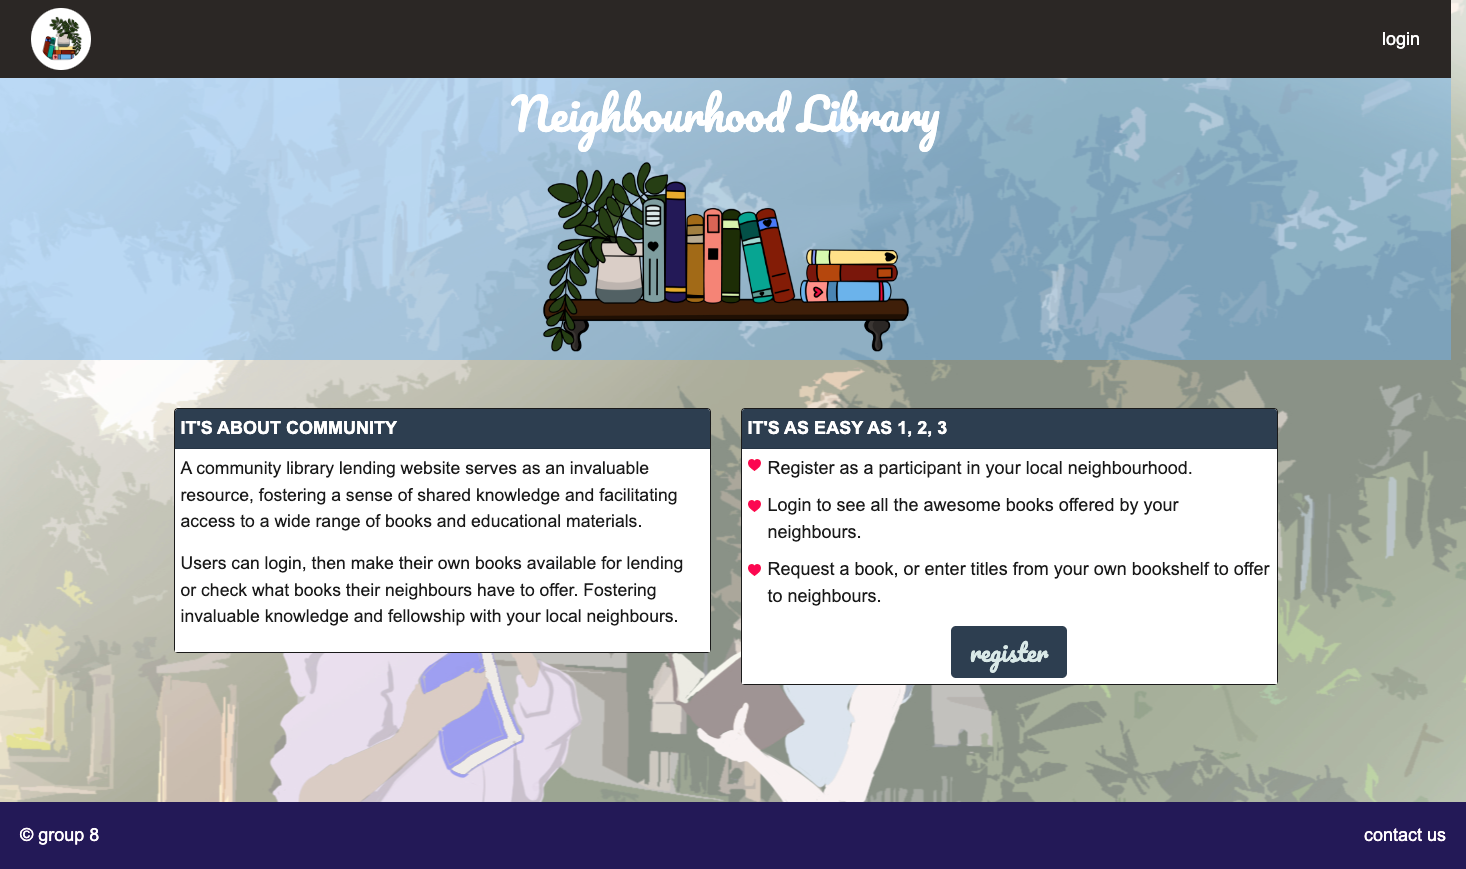 login
Neighbourhood Library
IT'S ABOUT COMMUNITY
A community library lending website serves as an invaluable
resource, fostering a sense of shared knowledge and facilitating
access to a wide range of books and educational materials.
Users can login, then make their own books available for lending
or check what books their neighbours have to offer. Fostering
invaluable knowledge and fellowship with your local neighbours.
IT'S AS EASY AS 1, 2, 3
Register as a participant in your local neighbourhood.
Login to see all the awesome books offered by your
neighbours.
Request a book, or enter titles from your own bookshelf to offer
to neighbours.
register
© group 8
contact us